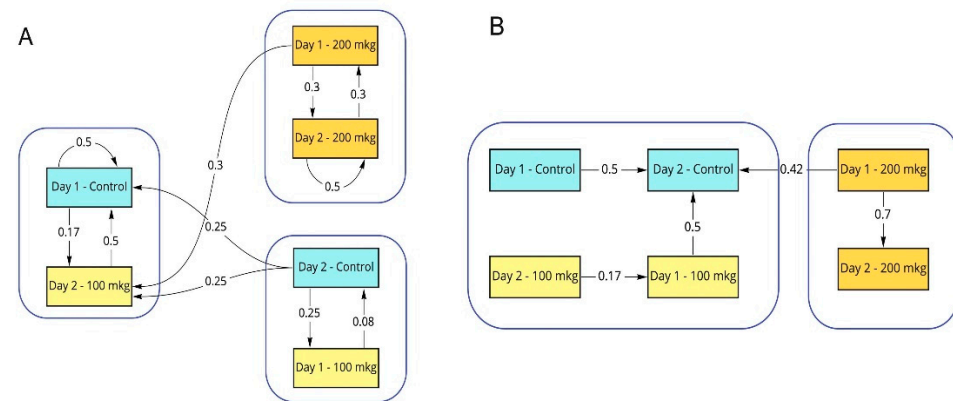 A
Day 1 - 200 mkg
0.3
0.3
Day 2 - 200 mkg
0.5
0.5
Day 1 - Control
0.17
0.5
Day 2 - 100 mkg
0.3
0.25
0.25
Day 2 - Control
0.25
0.08
Day 1 - 100 mkg
B
Day 1 - Control
0.5
Day 2 - Control
0.42
Day 1 - 200 mkg
0.5
0.7
Day 2 - 100 mkg
0.17
Day 1 - 100 mkg
Day 2 - 200 mkg